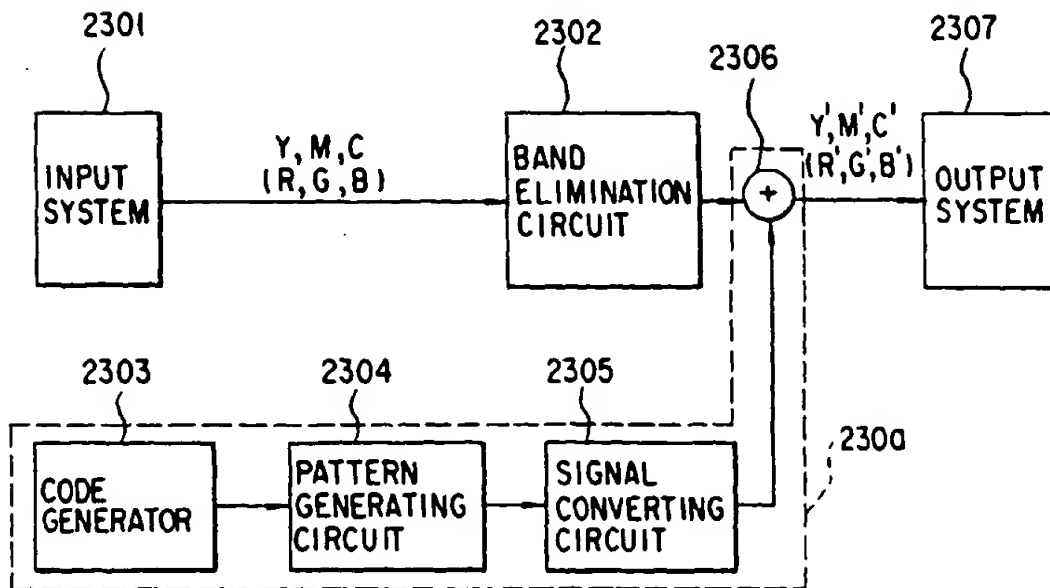 2301
2302
2306
2307
INPUT
SYSTEM
Y, M, C
(R, G, B)
BAND
ELIMINATION
CIRCUIT
+
Y', M', C'
(R', G', B')
OUTPUT
SYSTEM
2303
2304
2305
230a
CODE
GENERATOR
PATTERN
GENERATING
CIRCUIT
SIGNAL
CONVERTING
CIRCUIT